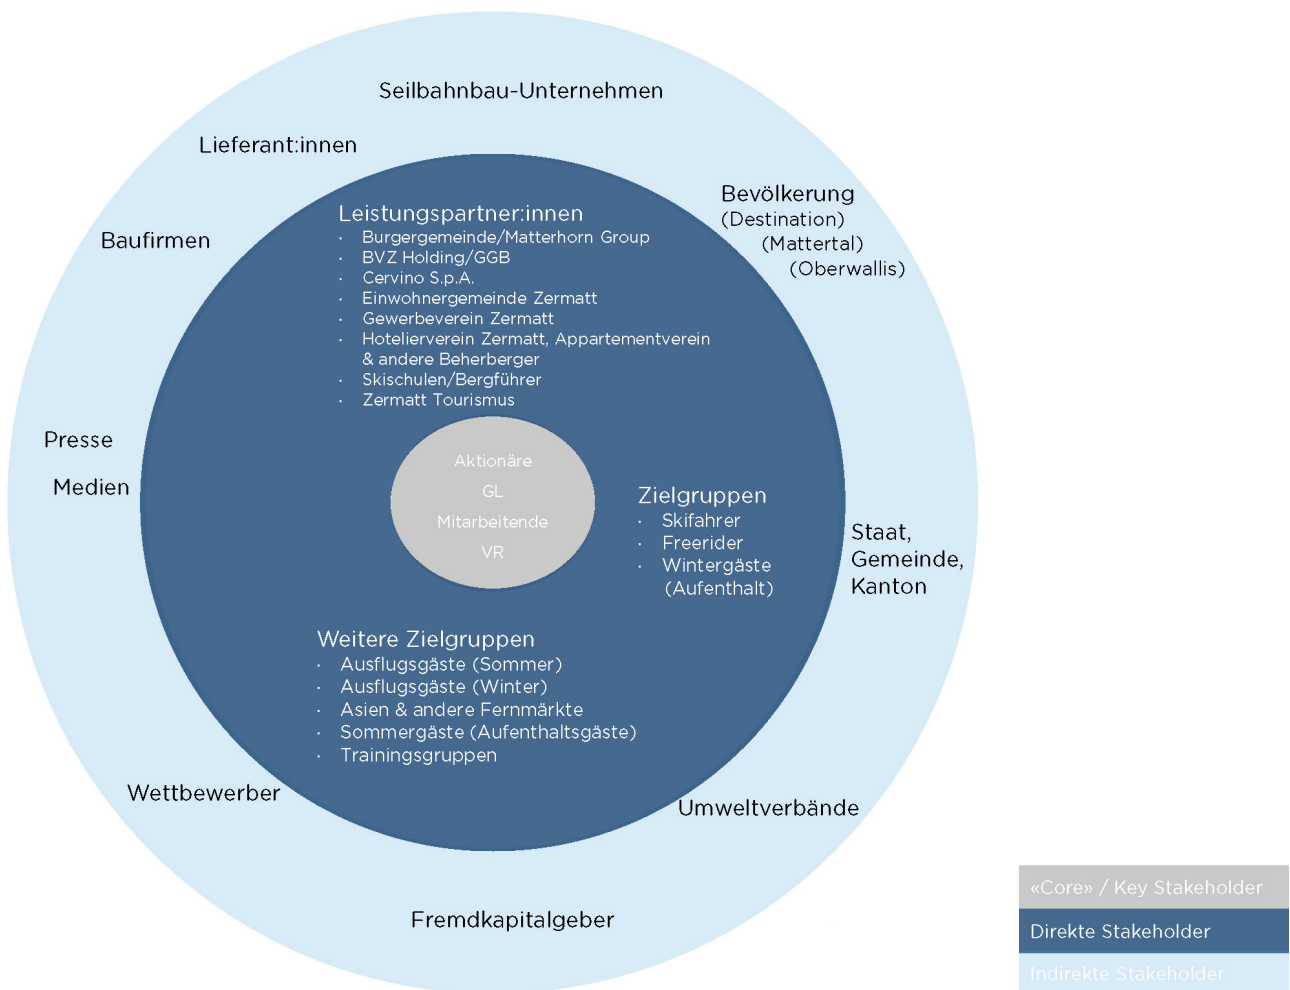 Seilbahnbau-Unternehmen
Lieferant:innen
Baufirmen
Presse
Medien
Wettbewerber
Fremdkapitalgeber
Umweltverbände
Staat,
Gemeinde,
Kanton
Bevölkerung
(Destination)
(Mattertal)
(Oberwallis)
Leistungspartner:innen
· Burgergemeinde/Matterhorn Group
· BVZ Holding/GGB
· Cervino S.p.A.
· Einwohnergemeinde Zermatt
· Gewerbeverein Zermatt
· Hotelierverein Zermatt, Appartementverein
& andere Beherberger
· Skischulen/Bergführer
· Zermatt Tourismus
Aktionäre
GL
Mitarbeitende
VR
Zielgruppen
· Skifahrer
· Freerider
· Wintergäste
(Aufenthalt)
Weitere Zielgruppen
· Ausflugsgäste (Sommer)
· Ausflugsgäste (Winter)
· Asien & andere Fernmärkte
· Sommergäste (Aufenthaltsgäste)
· Trainingsgruppen
«Core» / Key Stakeholder
Direkte Stakeholder
Indirekte Stakeholder